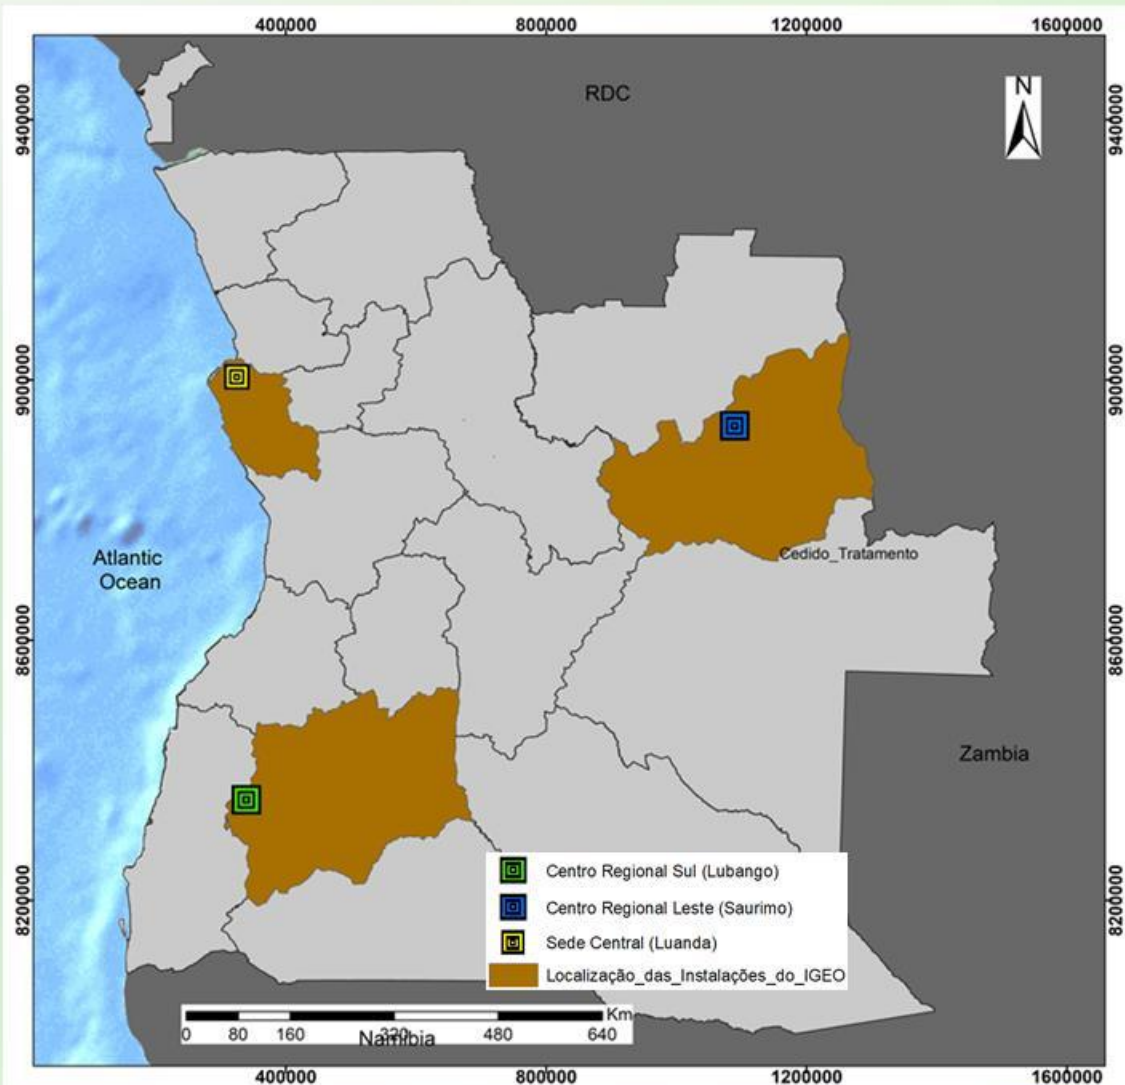 400000 800000 1200000 1600000
RDC
N
9400000 9400000
9000000 9000000
Atlantic
Ocean
Cedido_Tratamento
8600000 8600000
Zambia
Centro Regional Sul (Lubango)
Centro Regional Leste (Saurimo)
8200000 8200000
Sede Central (Luanda)
Localização_das_Instalações_do_IGEO
Km
0 80 160 320 480 640
Namibia
400000 800000 1200000 1600000